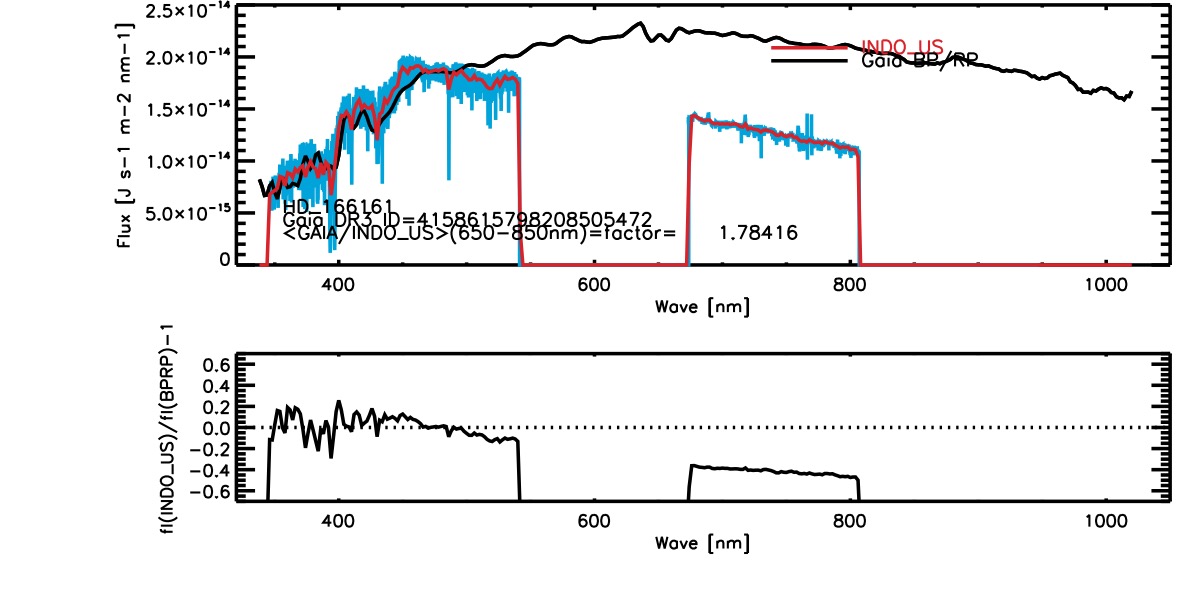 2.5×10⁻¹⁴
2.0×10⁻¹⁴
1.5×10⁻¹⁴
1.0×10⁻¹⁴
5.0×10⁻¹⁵
0
Flux [J s-1 m-2 nm-1]
INDO_US
Gaia BP/RP
HD_166161
Gaia DR3 ID=4158615798208505472
<GAIA/INDO_US>(650-850nm)=factor= 1.78416
400 600 800 1000
Wave [nm]
fl(INDO_US)/fl(BPRP)-1
0.6
0.4
0.2
0.0
-0.2
-0.4
-0.6
400 600 800 1000
Wave [nm]